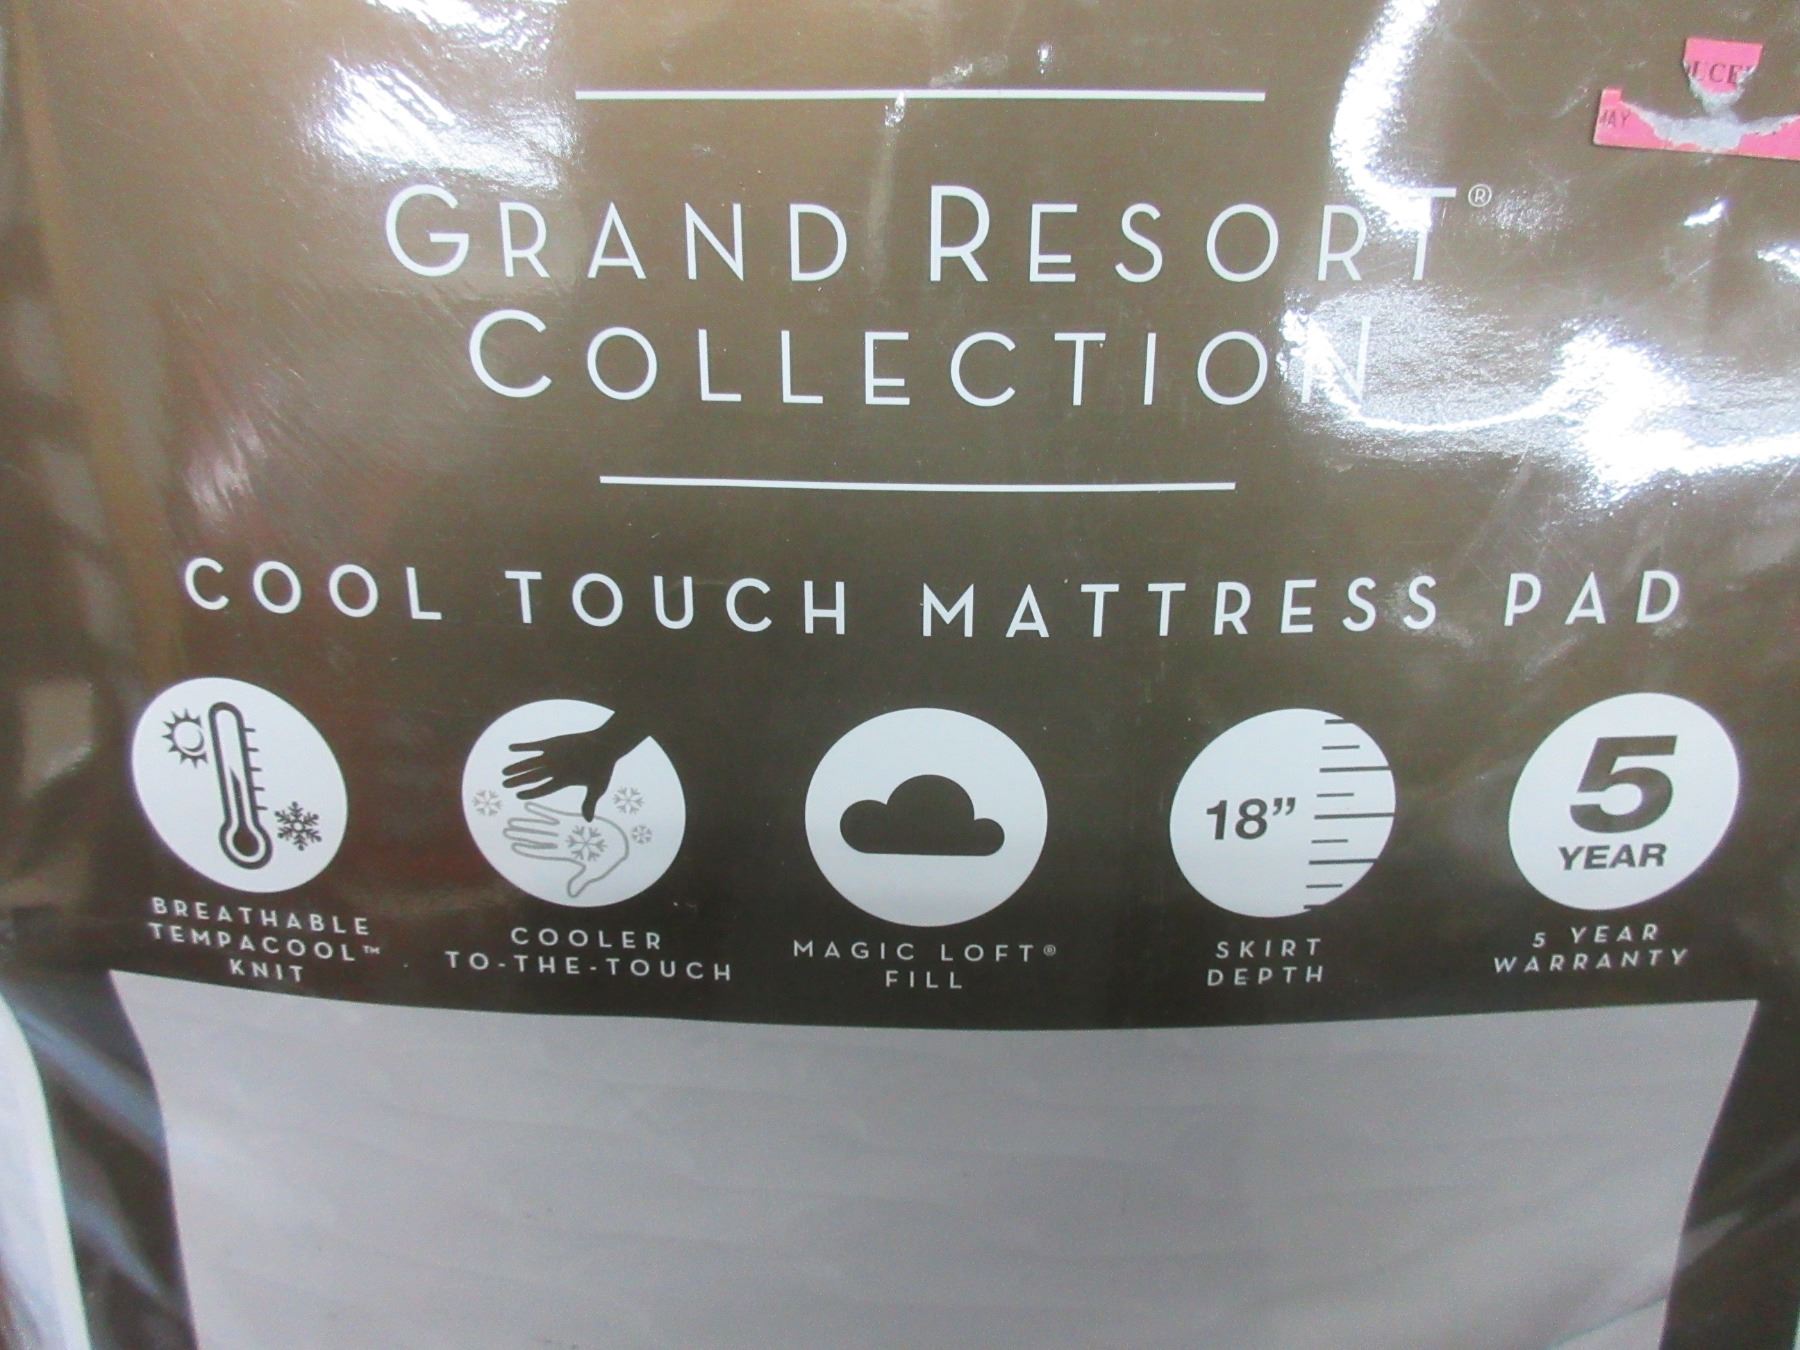 GRAND RESORT®
COLLECTION
COOL TOUCH MATTRESS PAD
18”
5
YEAR
BREATHABLE
TEMPACOOL™
KNIT
COOLER
TO-THE-TOUCH
MAGIC LOFT®
FILL
SKIRT
DEPTH
5 YEAR
WARRANTY